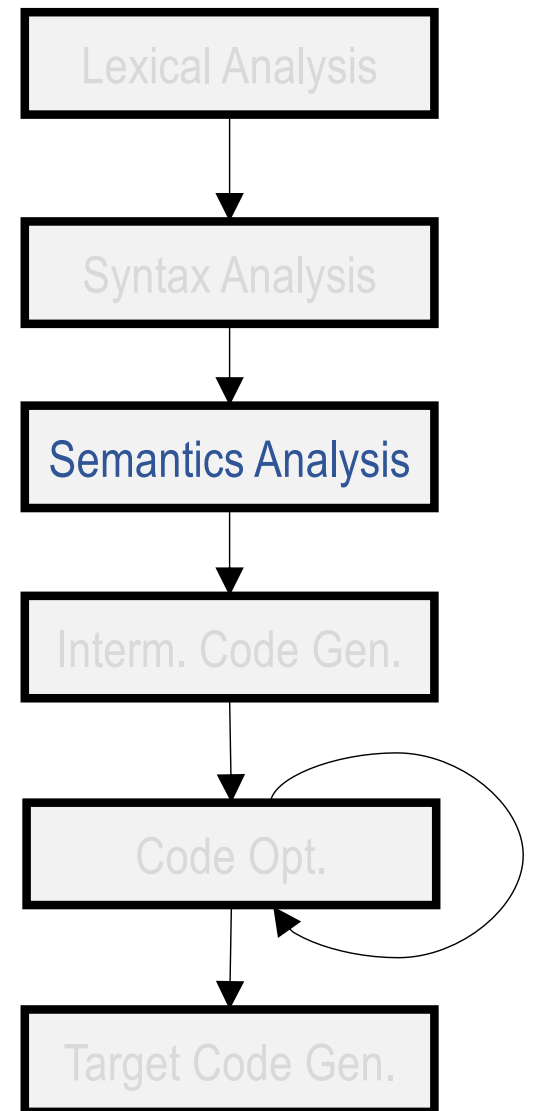 Lexical Analysis
Syntax Analysis
Semantics Analysis
Interm. Code Gen.
Code Opt.
Target Code Gen.